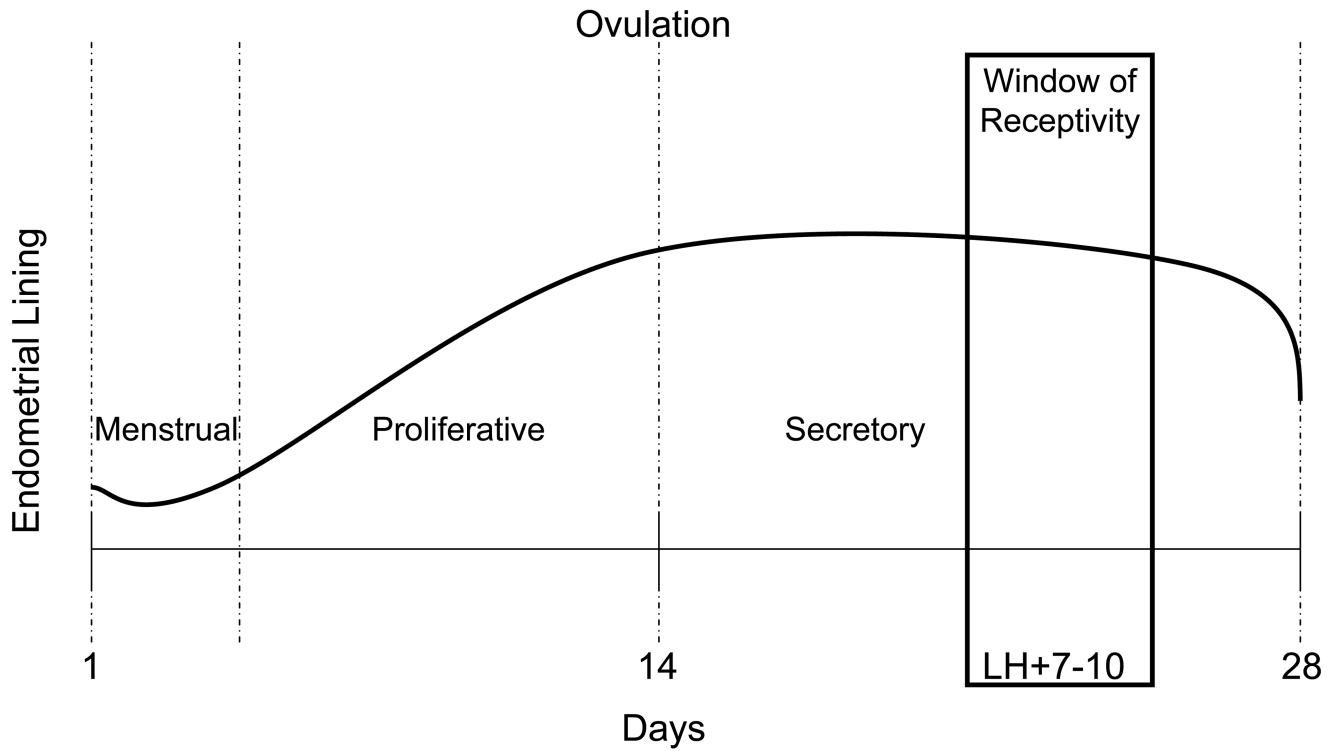 Ovulation
Window of
Receptivity
Endometrial Lining
Menstrual
Proliferative
Secretory
1
14
LH+7-10
28
Days